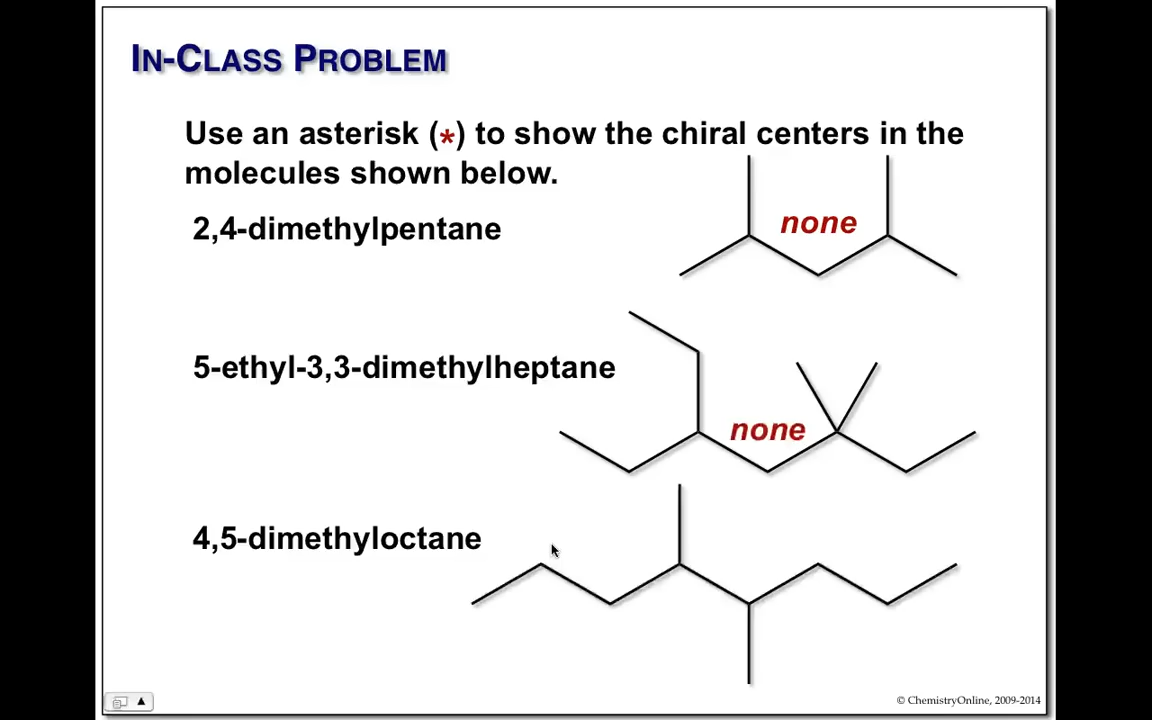 IN-CLASS PROBLEM
Use an asterisk (*) to show the chiral centers in the
molecules shown below.
2,4-dimethylpentane
none
5-ethyl-3,3-dimethylheptane
none
4,5-dimethyloctane
© ChemistryOnline, 2009-2014